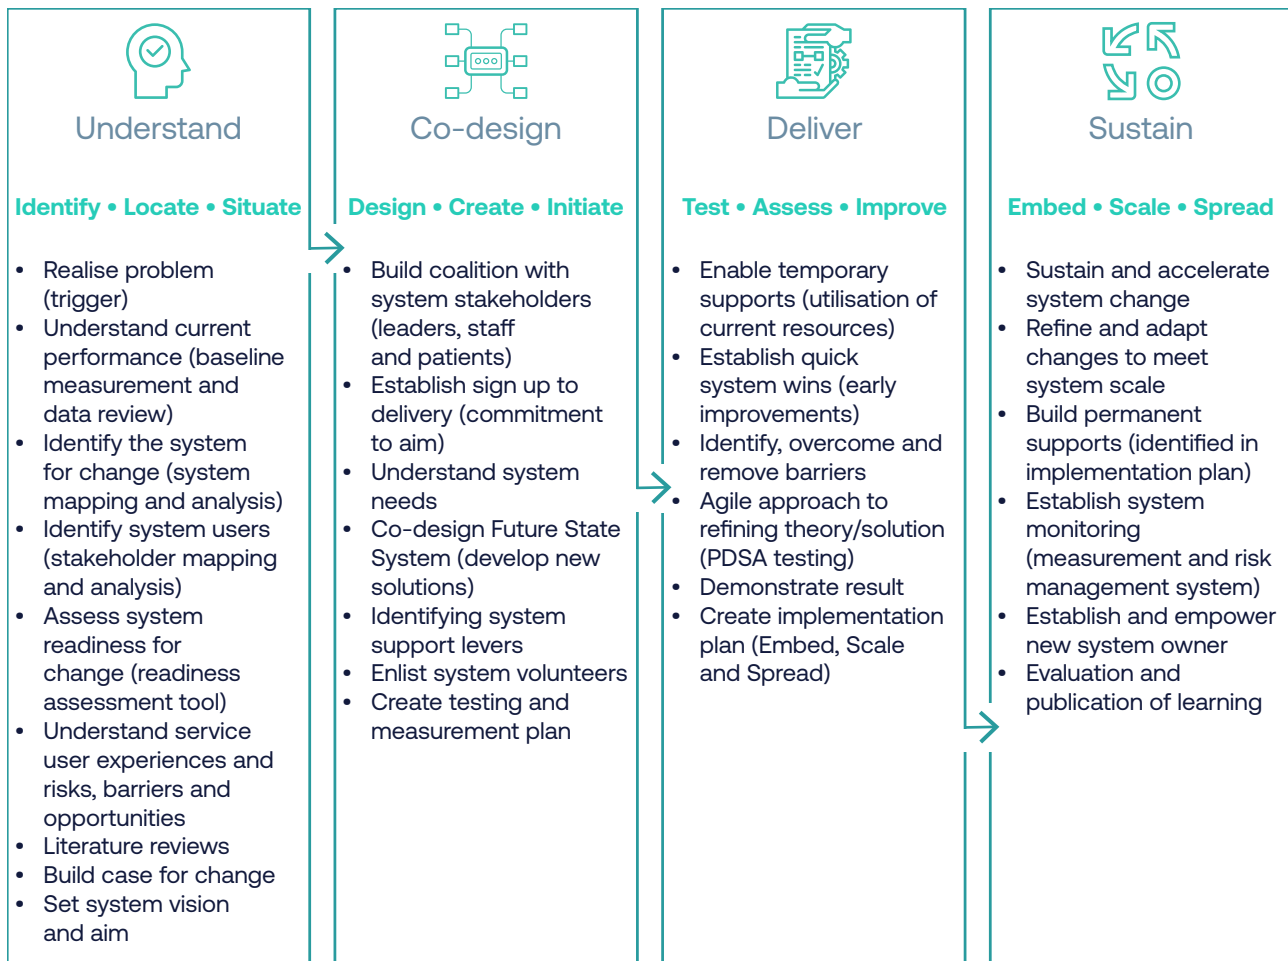 Understand
Identify • Locate • Situate
• Realise problem
(trigger)
• Understand current
performance (baseline
measurement and
data review)
• Identify the system
for change (system
mapping and analysis)
• Identify system users
(stakeholder mapping
and analysis)
• Assess system
readiness for
change (readiness
assessment tool)
• Understand service
user experiences and
risks, barriers and
opportunities
• Literature reviews
• Build case for change
• Set system vision
and aim
Co-design
Design • Create • Initiate
• Build coalition with
system stakeholders
(leaders, staff
and patients)
• Establish sign up to
delivery (commitment
to aim)
• Understand system
needs
• Co-design Future State
System (develop new
solutions)
• Identifying system
support levers
• Enlist system volunteers
• Create testing and
measurement plan
Deliver
Test • Assess • Improve
• Enable temporary
supports (utilisation of
current resources)
• Establish quick
system wins (early
improvements)
• Identify, overcome and
remove barriers
• Agile approach to
refining theory/solution
(PDSA testing)
• Demonstrate result
• Create implementation
plan (Embed, Scale
and Spread)
Sustain
Embed • Scale • Spread
• Sustain and accelerate
system change
• Refine and adapt
changes to meet
system scale
• Build permanent
supports (identified in
implementation plan)
• Establish system
monitoring
(measurement and risk
management system)
• Establish and empower
new system owner
• Evaluation and
publication of learning